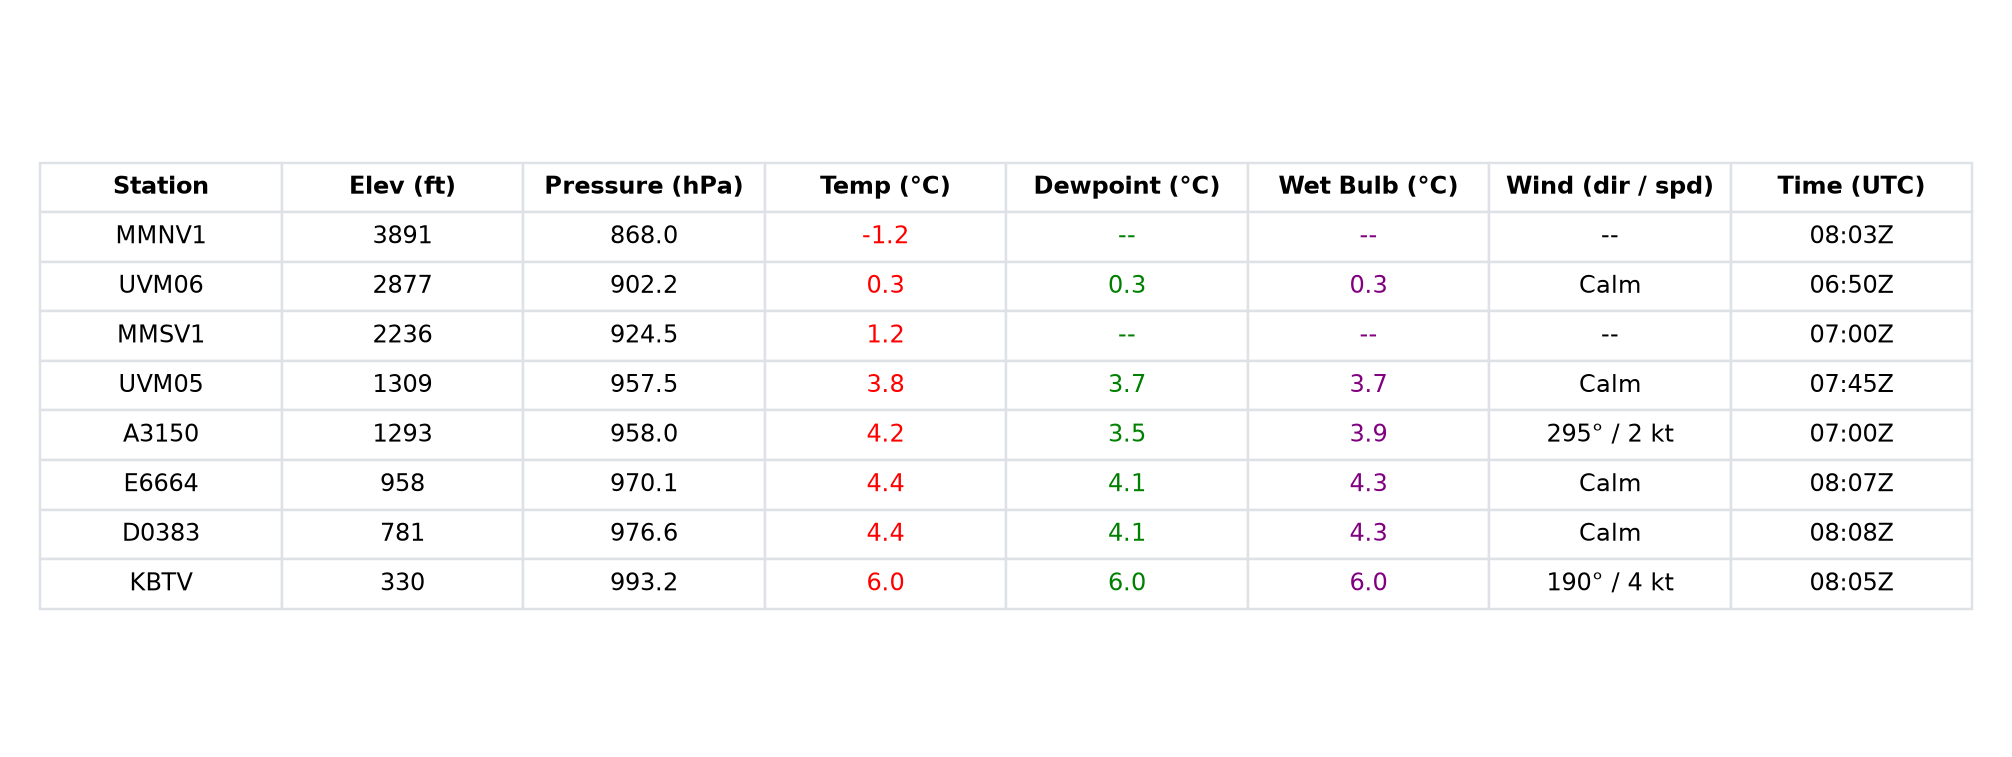 Station Elev (ft) Pressure (hPa) Temp (°C) Dewpoint (°C) Wet Bulb (°C) Wind (dir / spd) Time (UTC)
MMNV1 3891 868.0 -1.2 -- -- -- 08:03Z
UVM06 2877 902.2 0.3 0.3 0.3 Calm 06:50Z
MMSV1 2236 924.5 1.2 -- -- -- 07:00Z
UVM05 1309 957.5 3.8 3.7 3.7 Calm 07:45Z
A3150 1293 958.0 4.2 3.5 3.9 295° / 2 kt 07:00Z
E6664 958 970.1 4.4 4.1 4.3 Calm 08:07Z
D0383 781 976.6 4.4 4.1 4.3 Calm 08:08Z
KBTV 330 993.2 6.0 6.0 6.0 190° / 4 kt 08:05Z